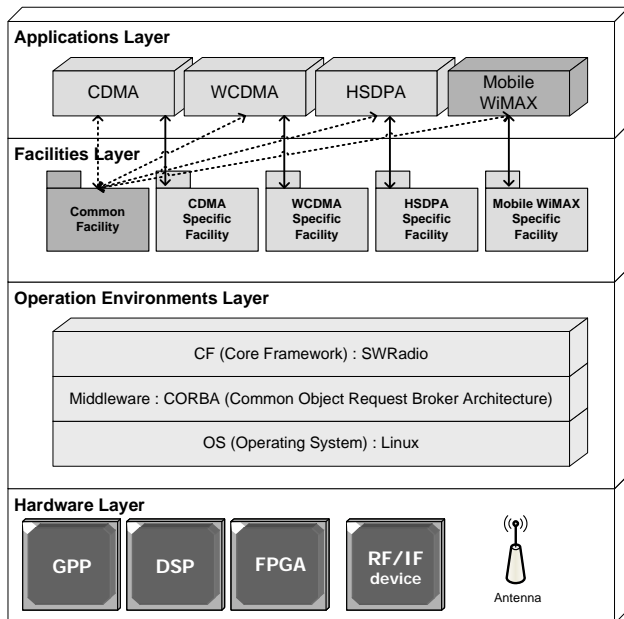 Applications Layer
CDMA
WCDMA
HSDPA
Mobile
WiMAX
Facilities Layer
Common
Facility
CDMA
Specific
Facility
WCDMA
Specific
Facility
HSDPA
Specific
Facility
Mobile WiMAX
Specific
Facility
Operation Environments Layer
CF (Core Framework) : SWRadio
Middleware : CORBA (Common Object Request Broker Architecture)
OS (Operating System) : Linux
Hardware Layer
GPP
DSP
FPGA
RF/IF
device
Antenna